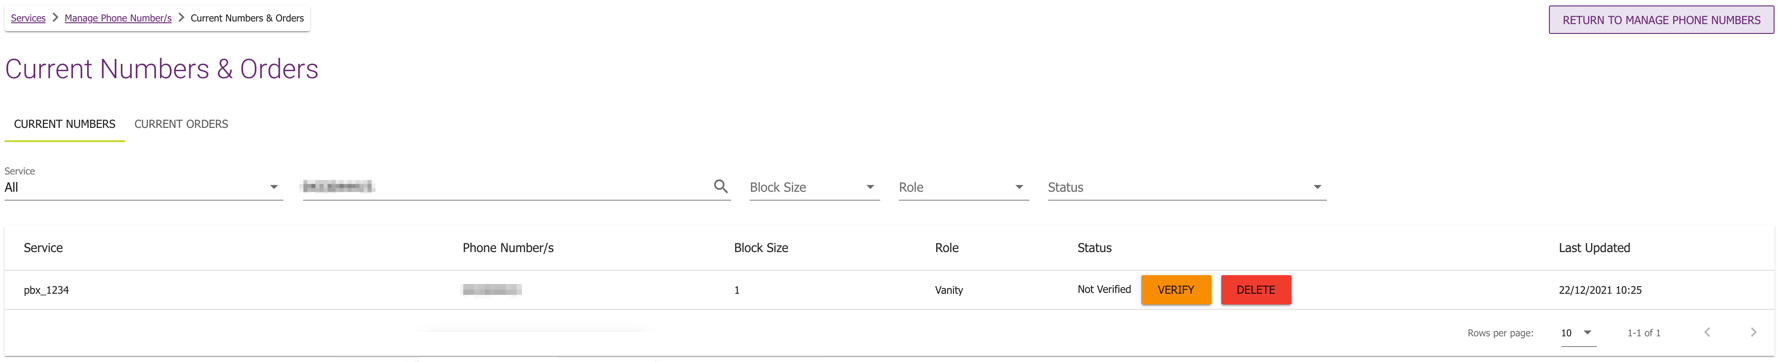 Services > Manage Phone Number/s > Current Numbers & Orders
RETURN TO MANAGE PHONE NUMBERS
Current Numbers & Orders
CURRENT NUMBERS CURRENT ORDERS
Service
All Block Size Role Status
Service Phone Number/s Block Size Role Status Last Updated
pbx_1234 1 Vanity Not Verified VERIFY DELETE 22/12/2021 10:25
Rows per page: 10 1-1 of 1